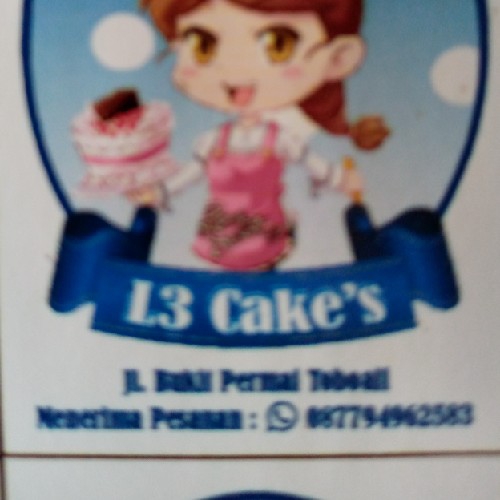 L3 Cake's
Jl. Bukit Permai Toboali
Menerima Pesanan : 087794962583